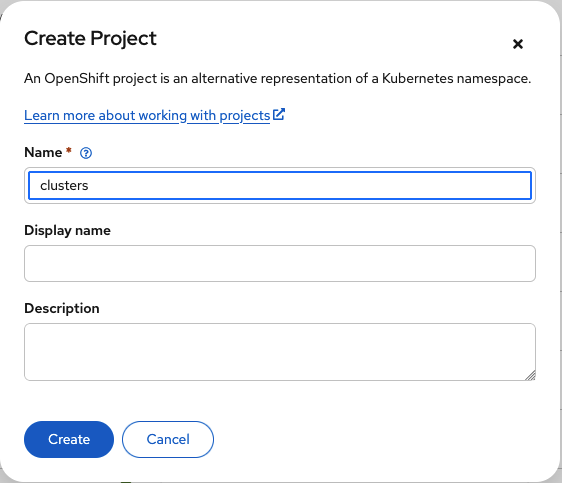 Create Project
An OpenShift project is an alternative representation of a Kubernetes namespace.
Learn more about working with projects
Name *
clusters
Display name
Description
Create Cancel